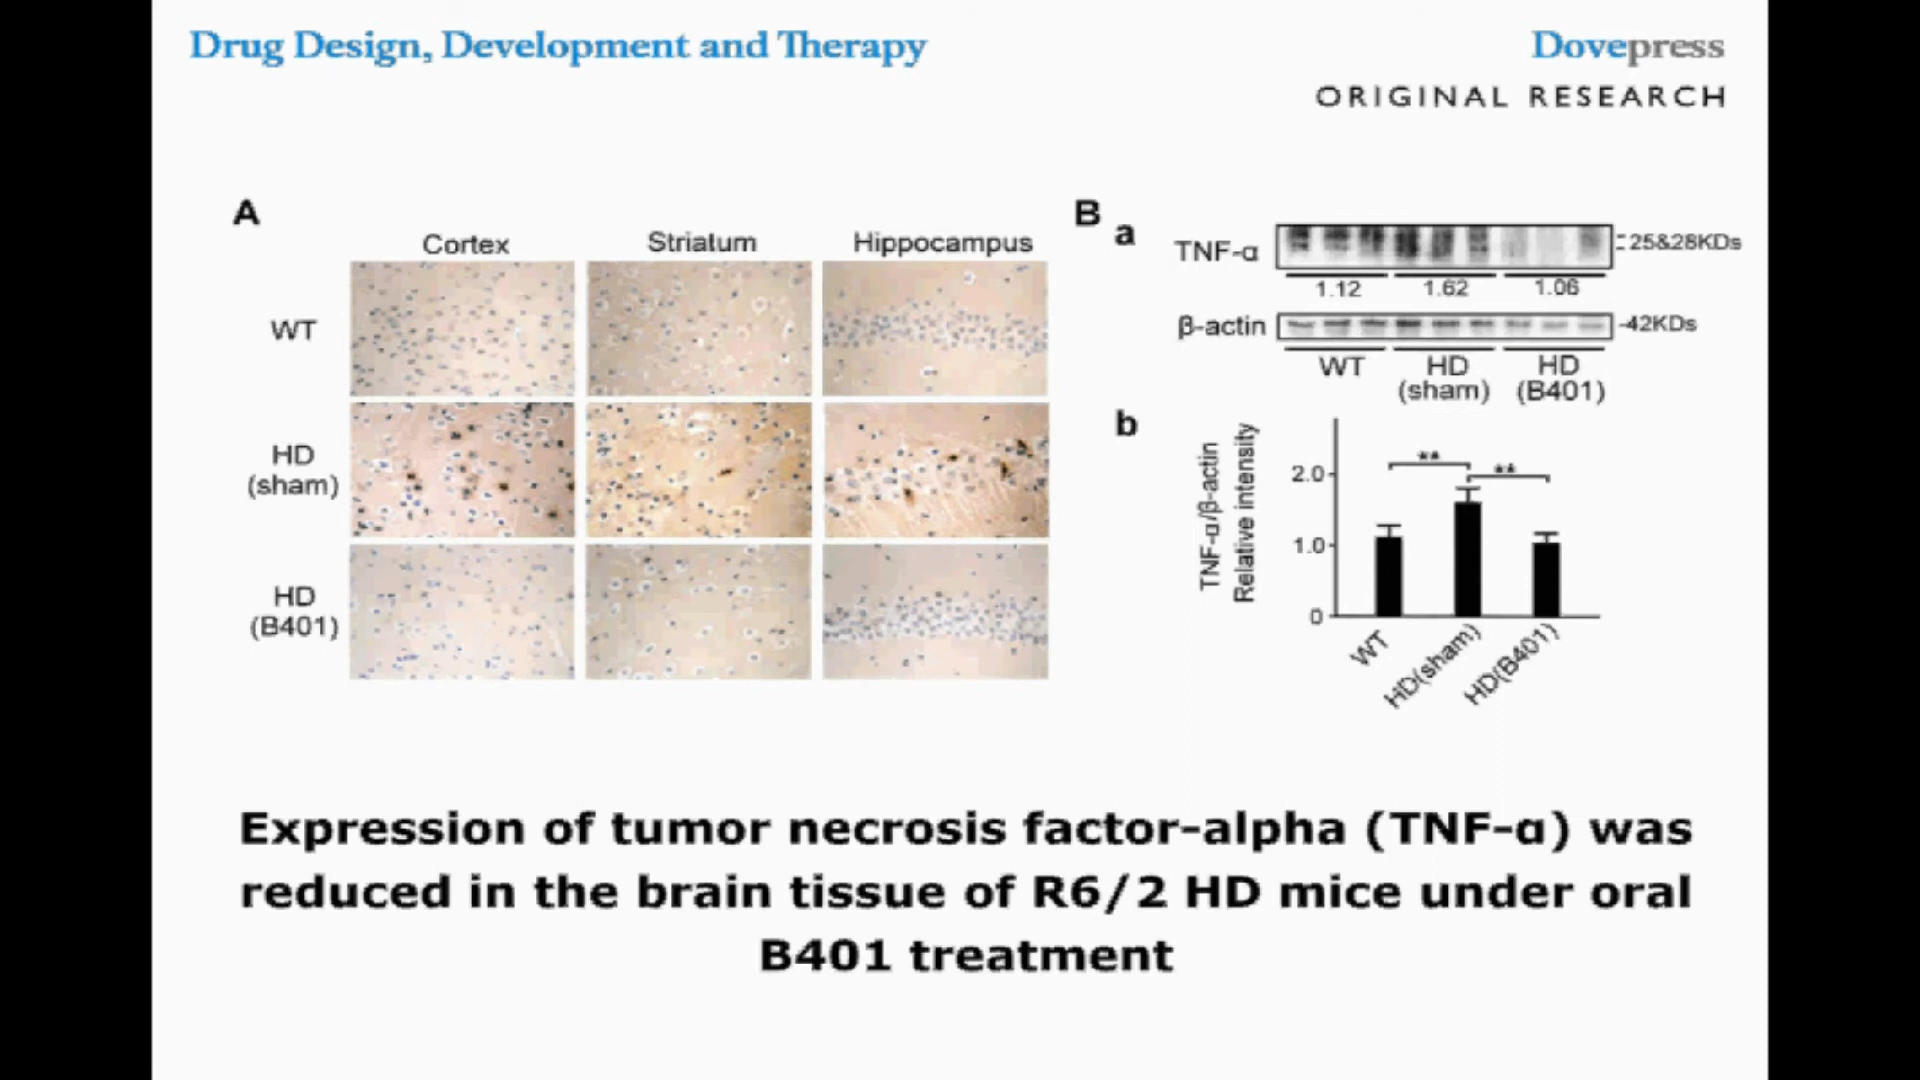 Drug Design, Development and Therapy
Dovepress
ORIGINAL RESEARCH
A
Cortex Striatum Hippocampus
WT
HD
(sham)
HD
(B401)
B
a
TNF-α
25&28KDs
1.12 1.62 1.06
β-actin
42KDs
WT HD HD
(sham) (B401)
b
TNF-α/β-actin
Relative intensity
** **
2.0
1.0
0
WT HD(sham) HD(B401)
Expression of tumor necrosis factor-alpha (TNF-α) was
reduced in the brain tissue of R6/2 HD mice under oral
B401 treatment